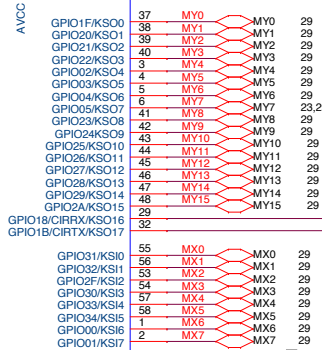 AVCC
GPIO1F/KSO0 37 MY0 MY0 29
GPIO20/KSO1 38 MY1 MY1 29
GPIO21/KSO2 39 MY2 MY2 29
GPIO22/KSO3 40 MY3 MY3 29
GPIO02/KSO4 3 MY4 MY4 29
GPIO03/KSO5 4 MY5 MY5 29
GPIO04/KSO6 5 MY6 MY6 29
GPIO05/KSO7 6 MY7 MY7 23,2
GPIO23/KSO8 41 MY8 MY8 29
GPIO24KSO9 42 MY9 MY9 29
GPIO25/KSO10 43 MY10 MY10 29
GPIO26/KSO11 44 MY11 MY11 29
GPIO27/KSO12 45 MY12 MY12 29
GPIO28/KSO13 46 MY13 MY13 29
GPIO29/KSO14 47 MY14 MY14 29
GPIO2A/KSO15 48 MY15 MY15 29
GPIO18/CIRRX/KSO16 29
GPIO1B/CIRTX/KSO17 32
GPIO31/KSI0 55 MX0 MX0 29
GPIO32/KSI1 56 MX1 MX1 29
GPIO2F/KSI2 53 MX2 MX2 29
GPIO30/KSI3 54 MX3 MX3 29
GPIO33/KSI4 57 MX4 MX4 29
GPIO34/KSI5 58 MX5 MX5 29
GPIO00/KSI6 1 MX6 MX6 29
GPIO01/KSI7 2 MX7 MX7 29